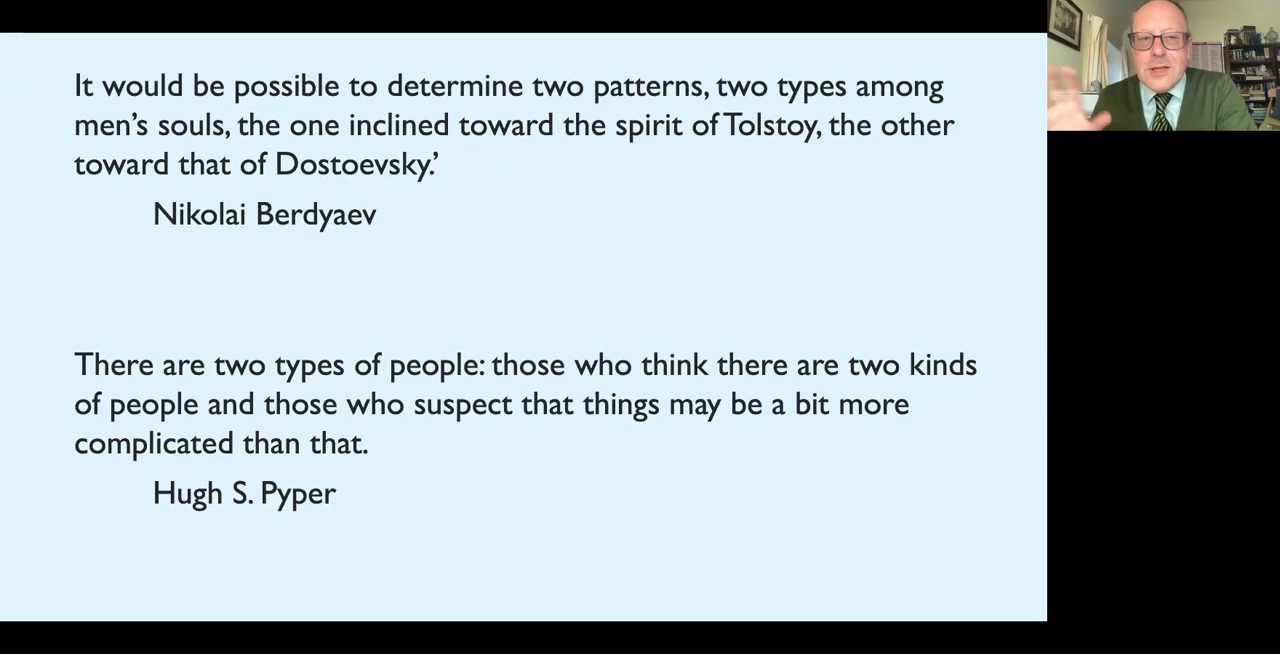 It would be possible to determine two patterns, two types among
men’s souls, the one inclined toward the spirit of Tolstoy, the other
toward that of Dostoevsky.’
Nikolai Berdyaev
There are two types of people: those who think there are two kinds
of people and those who suspect that things may be a bit more
complicated than that.
Hugh S. Pyper